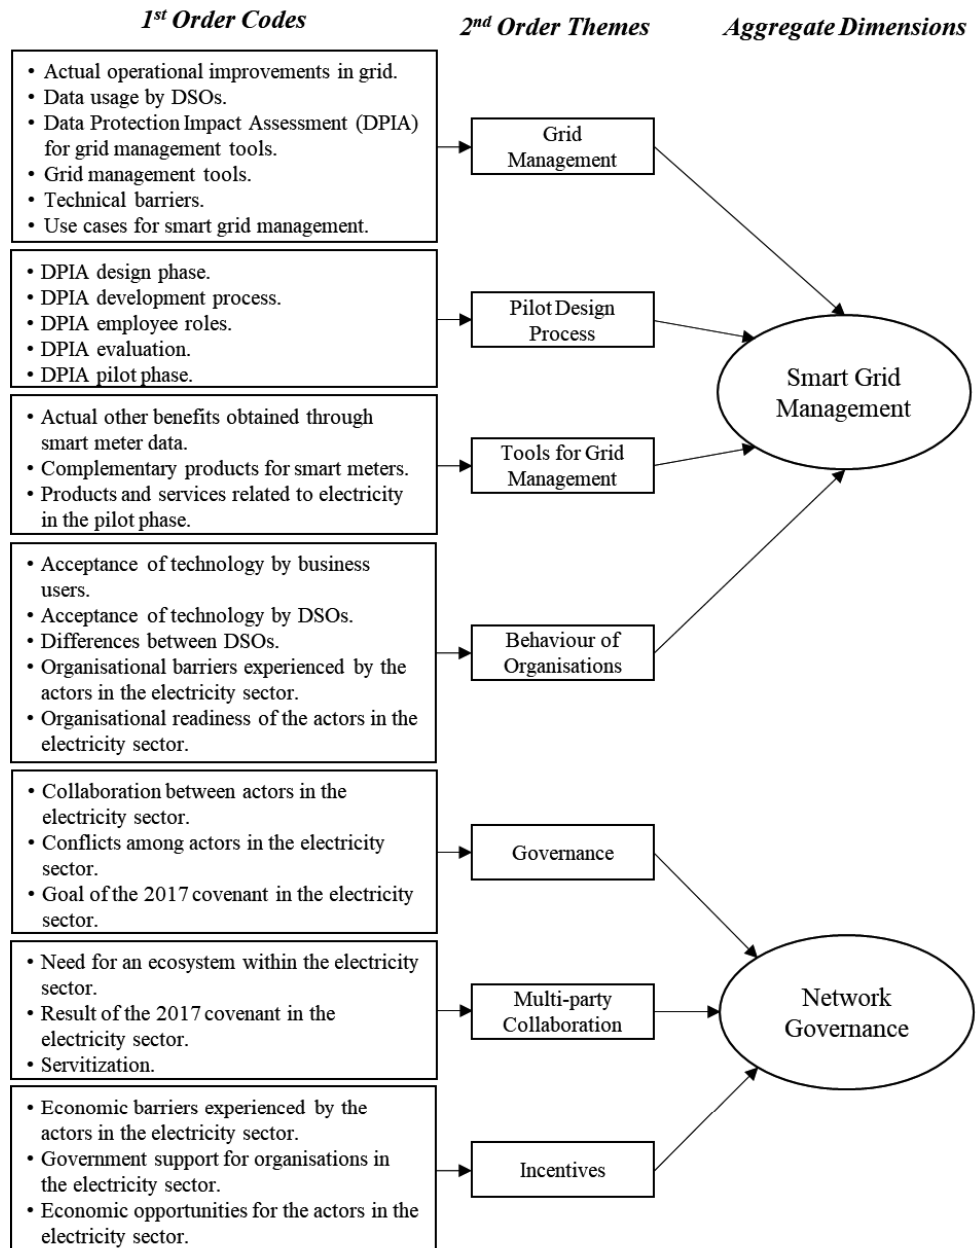 1st Order Codes
2nd Order Themes
Aggregate Dimensions
• Actual operational improvements in grid.
• Data usage by DSOs.
• Data Protection Impact Assessment (DPIA)
for grid management tools.
• Grid management tools.
• Technical barriers.
• Use cases for smart grid management.
Grid
Management
• DPIA design phase.
• DPIA development process.
• DPIA employee roles.
• DPIA evaluation.
• DPIA pilot phase.
Pilot Design
Process
• Actual other benefits obtained through
smart meter data.
• Complementary products for smart meters.
• Products and services related to electricity
in the pilot phase.
Tools for Grid
Management
• Acceptance of technology by business
users.
• Acceptance of technology by DSOs.
• Differences between DSOs.
• Organisational barriers experienced by the
actors in the electricity sector.
• Organisational readiness of the actors in the
electricity sector.
Behaviour of
Organisations
Smart Grid
Management
• Collaboration between actors in the
electricity sector.
• Conflicts among actors in the electricity
sector.
• Goal of the 2017 covenant in the electricity
sector.
Governance
• Need for an ecosystem within the electricity
sector.
• Result of the 2017 covenant in the
electricity sector.
• Servitization.
Multi-party
Collaboration
• Economic barriers experienced by the
actors in the electricity sector.
• Government support for organisations in
the electricity sector.
• Economic opportunities for the actors in the
electricity sector.
Incentives
Network
Governance